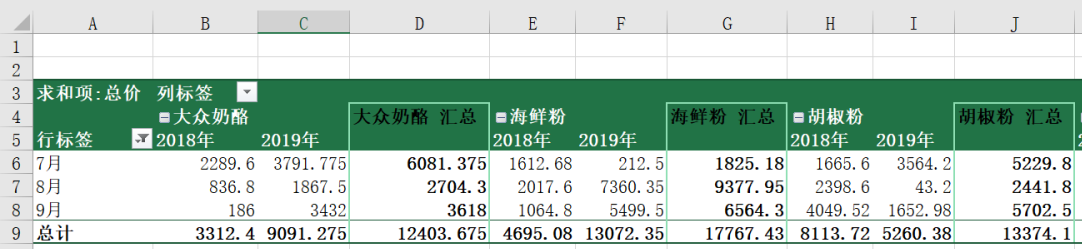 A B C D E F G H I J
1
2
3 求和项:总价 列标签
4 大众奶酪 大众奶酪 汇总 海鲜粉 海鲜粉 汇总 胡椒粉 胡椒粉 汇总
5 行标签 2018年 2019年 2018年 2019年 2018年 2019年
6 7月 2289.6 3791.775 6081.375 1612.68 212.5 1825.18 1665.6 3564.2 5229.8
7 8月 836.8 1867.5 2704.3 2017.6 7360.35 9377.95 2398.6 43.2 2441.8
8 9月 186 3432 3618 1064.8 5499.5 6564.3 4049.52 1652.98 5702.5
9 总计 3312.4 9091.275 12403.675 4695.08 13072.35 17767.43 8113.72 5260.38 13374.1